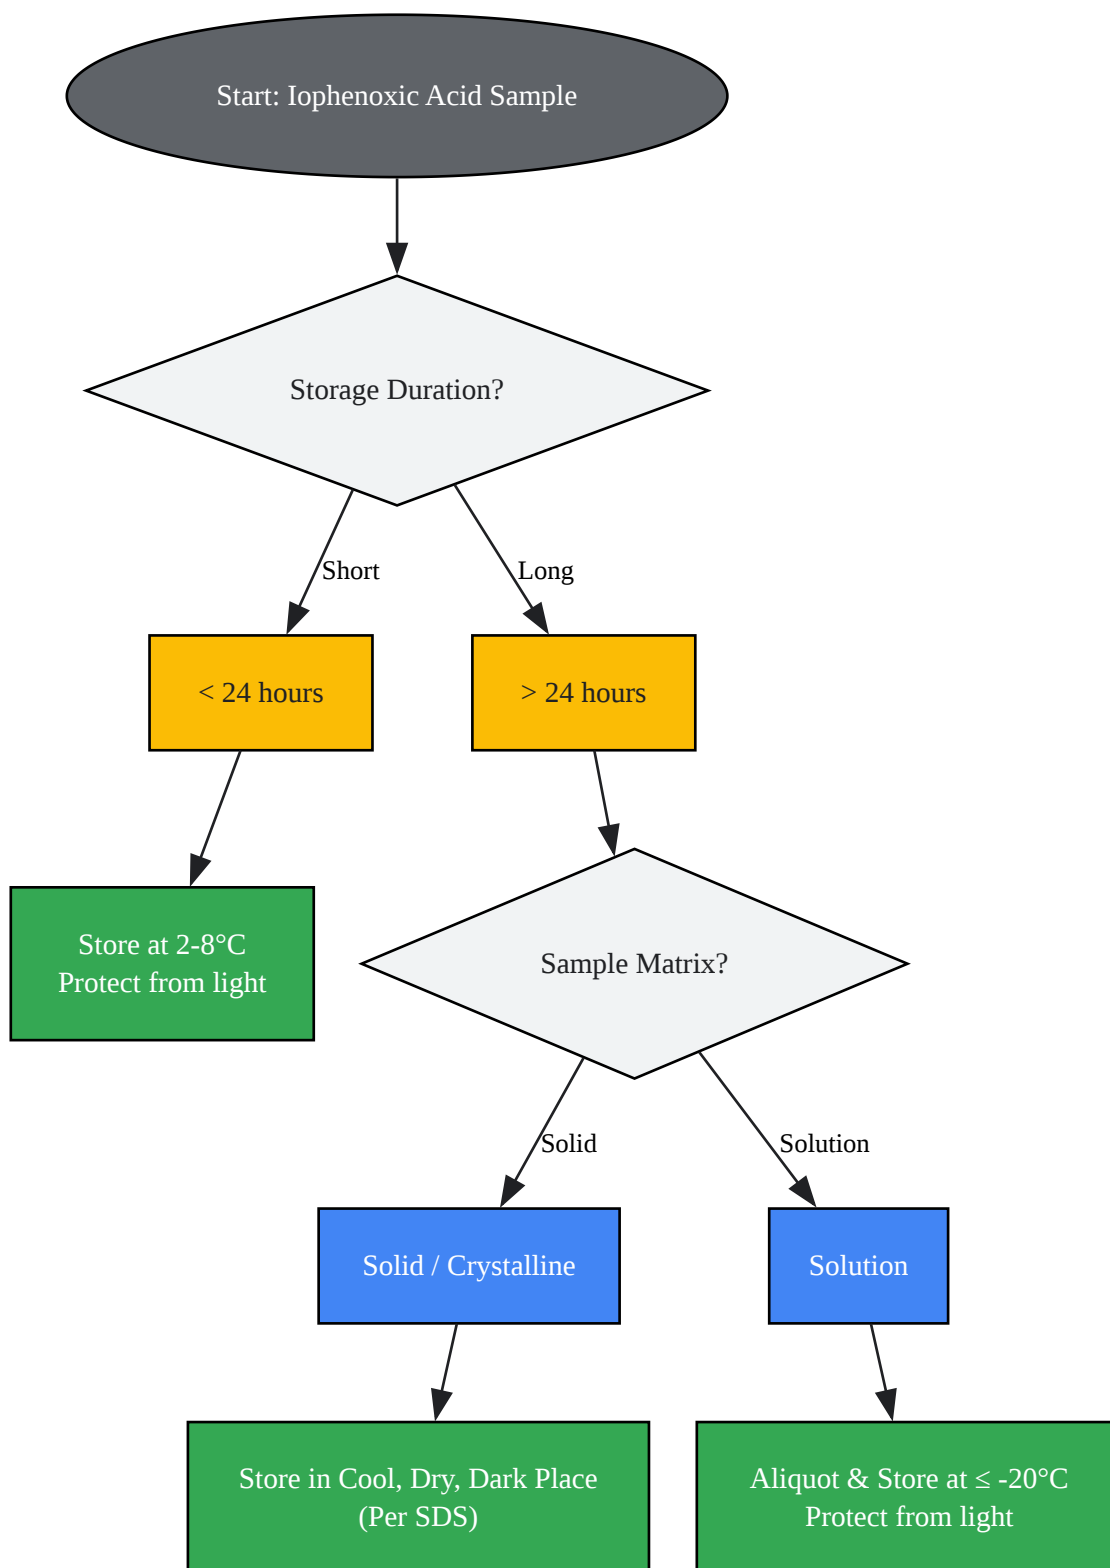 Start: Iophenoxic Acid Sample
Storage Duration?
Short
Long
< 24 hours
> 24 hours
Store at 2-8°C
Protect from light
Sample Matrix?
Solid
Solution
Solid / Crystalline
Solution
Store in Cool, Dry, Dark Place
(Per SDS)
Aliquot & Store at ≤ -20°C
Protect from light